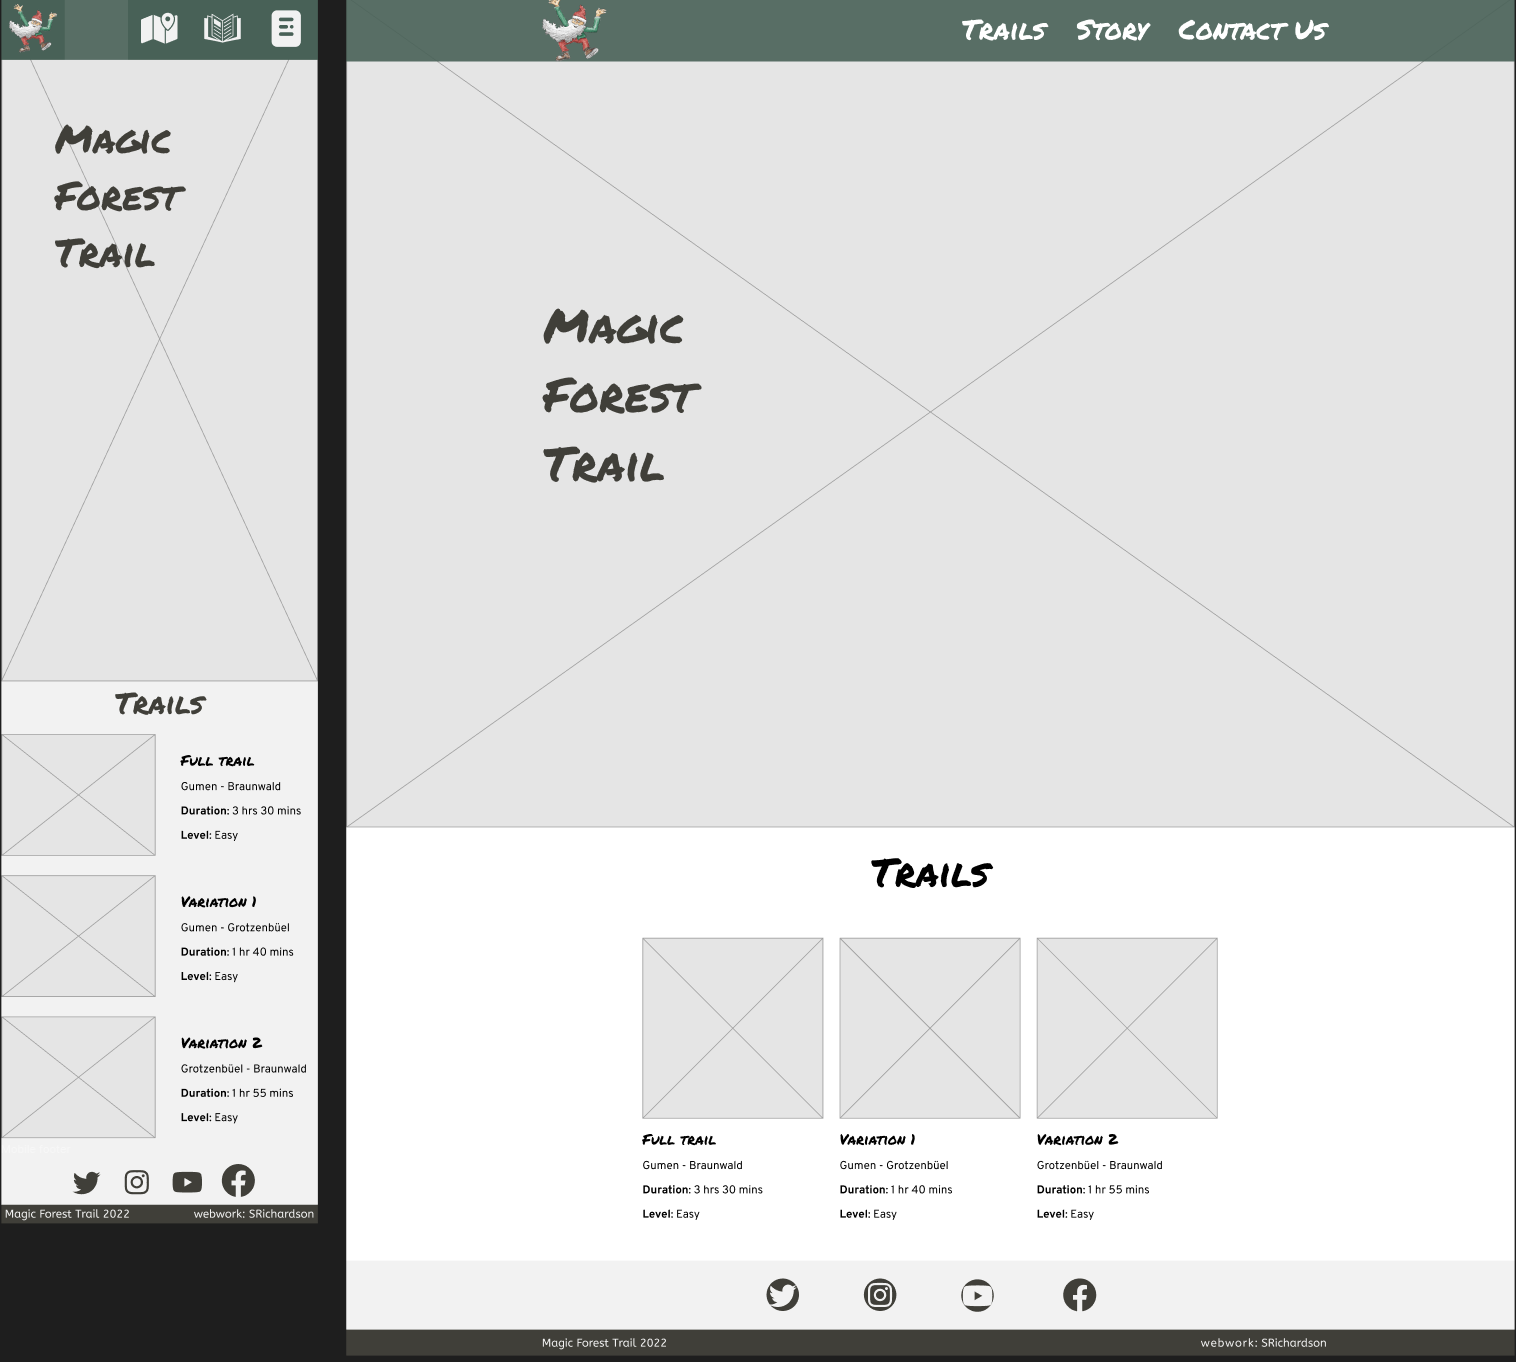 Magic
Forest
Trail
Trails
Full trail
Gumen - Braunwald
Duration: 3 hrs 30 mins
Level: Easy
Variation 1
Gumen - Grotzenbüel
Duration: 1 hr 40 mins
Level: Easy
Variation 2
Grotzenbüel - Braunwald
Duration: 1 hr 55 mins
Level: Easy
Magic Forest Trail 2022 webwork: SRichardson
Trails Story Contact Us
Magic
Forest
Trail
Trails
Full trail
Gumen - Braunwald
Duration: 3 hrs 30 mins
Level: Easy
Variation 1
Gumen - Grotzenbüel
Duration: 1 hr 40 mins
Level: Easy
Variation 2
Grotzenbüel - Braunwald
Duration: 1 hr 55 mins
Level: Easy
Magic Forest Trail 2022 webwork: SRichardson